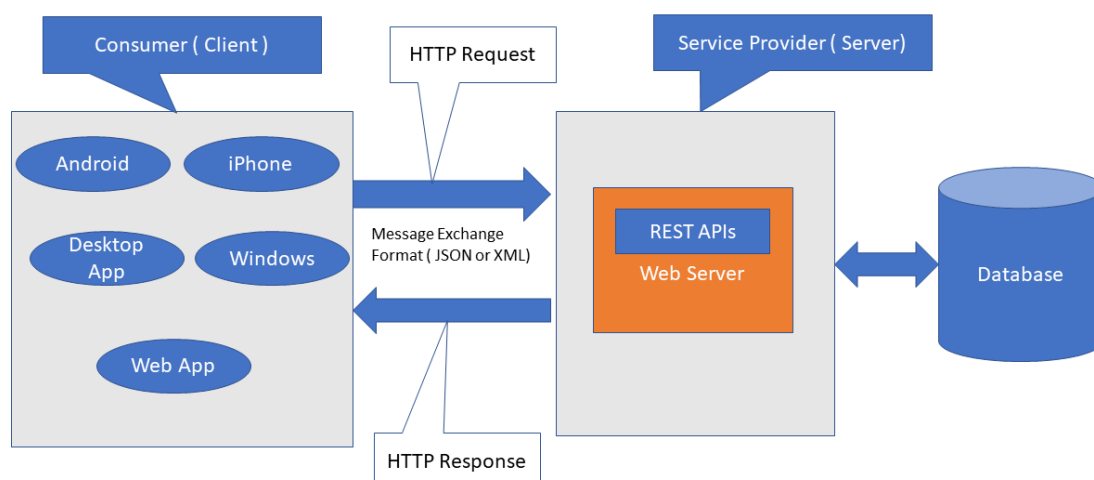 Consumer ( Client )
HTTP Request
Service Provider ( Server)
Android
iPhone
Desktop
App
Windows
Web App
Message Exchange
Format ( JSON or XML)
REST APIs
Web Server
Database
HTTP Response